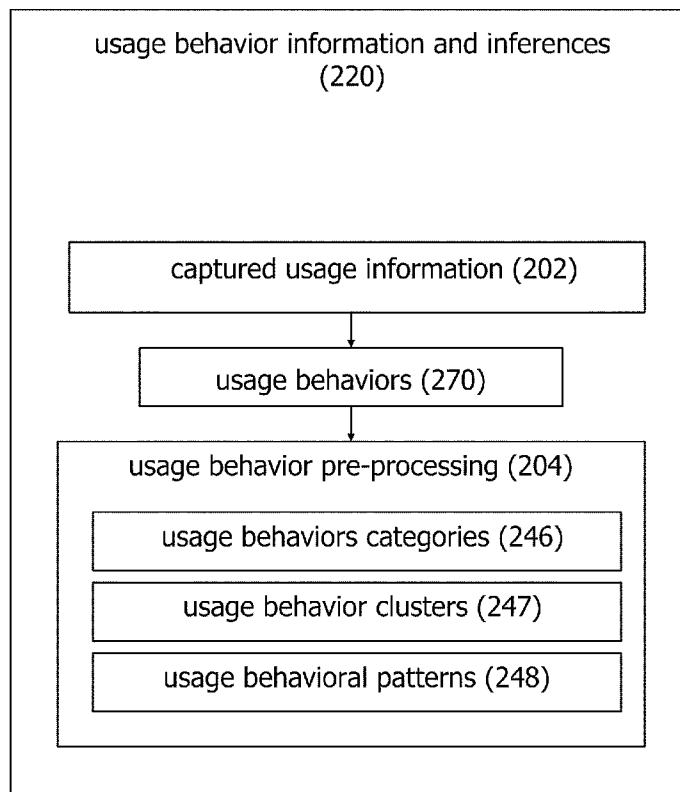 usage behavior information and inferences
(220)
captured usage information (202)
usage behaviors (270)
usage behavior pre-processing (204)
usage behaviors categories (246)
usage behavior clusters (247)
usage behavioral patterns (248)